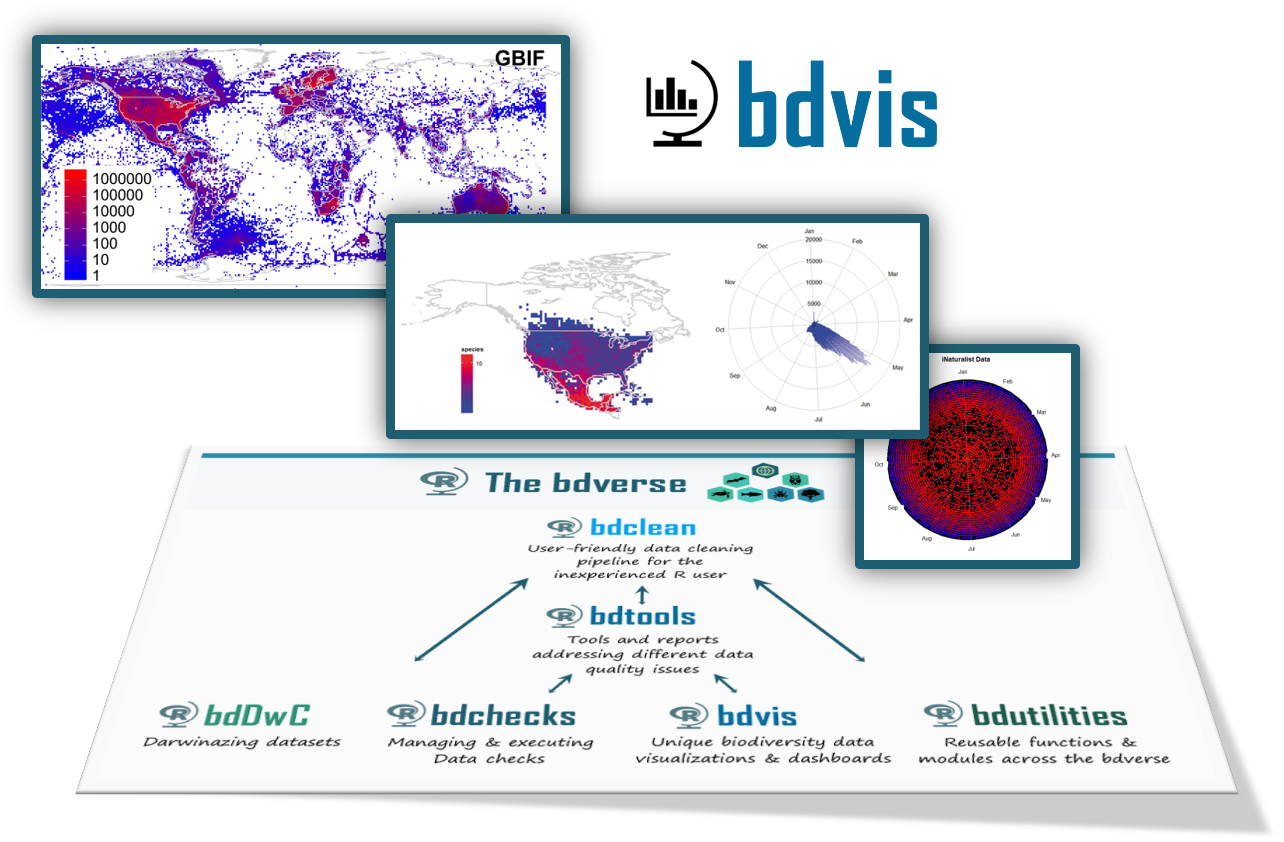 GBIF
1000000
100000
10000
1000
100
10
1
bdvis
species
10
Jan
20000
15000
10000
5000
Feb
Mar
Apr
May
Jun
Jul
Aug
Sep
Oct
Nov
Dec
iNaturalist Data
Jan
Feb
Mar
Apr
May
Jun
Jul
Aug
Sep
Oct
R The bdverse
R bdclean
User-friendly data cleaning
pipeline for the
inexperienced R user
R bdtools
Tools and reports
addressing different data
quality issues
R bdDwC
Darwinazing datasets
R bdchecks
Managing & executing
Data checks
R bdvis
Unique biodiversity data
visualizations & dashboards
R bdutilities
Reusable functions &
modules across the bdverse